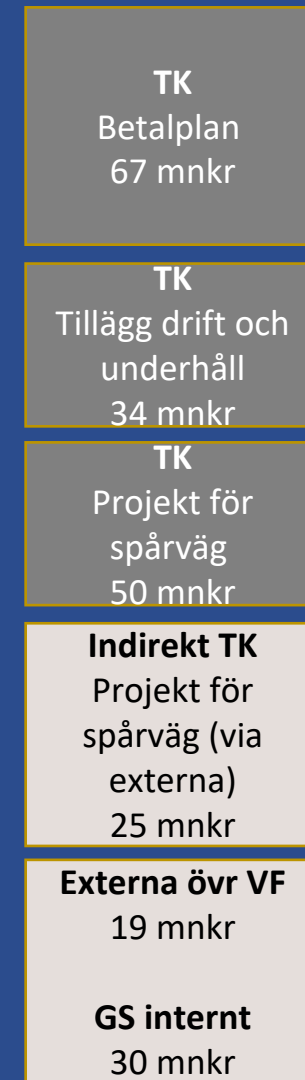 TK
Betalplan
67 mnkr
TK
Tillägg drift och
underhåll
34 mnkr
TK
Projekt för
spårväg
50 mnkr
Indirekt TK
Projekt för
spårväg (via
externa)
25 mnkr
Externa övr VF
19 mnkr
GS internt
30 mnkr